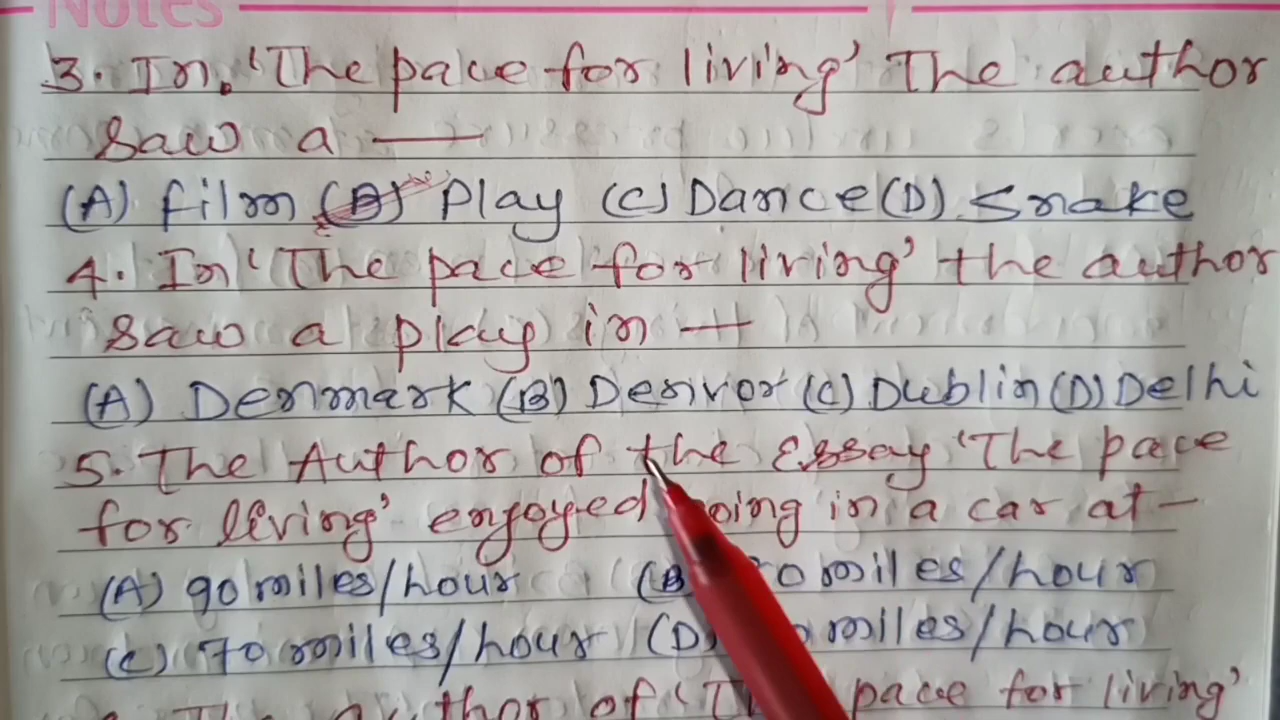 Notes
3. In. 'The pace for living' The author
saw a —
(A) film (B) Play (C) Dance (D) Snake
4. In 'The pace for living' the author
saw a play in —
(A) Denmark (B) Denvor (C) Dublin (D) Delhi
5. The Author of the Essay 'The pace
for living' enjoyed going in a car at —
(A) 90 miles/hour (B 0 miles/hour
(C) 70 miles/hour (D) miles/hour
of 'The pace for living'